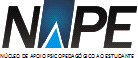 NAPE
NÚCLEO DE APOIO PSICOPEDAGÓGICO AO ESTUDANTE